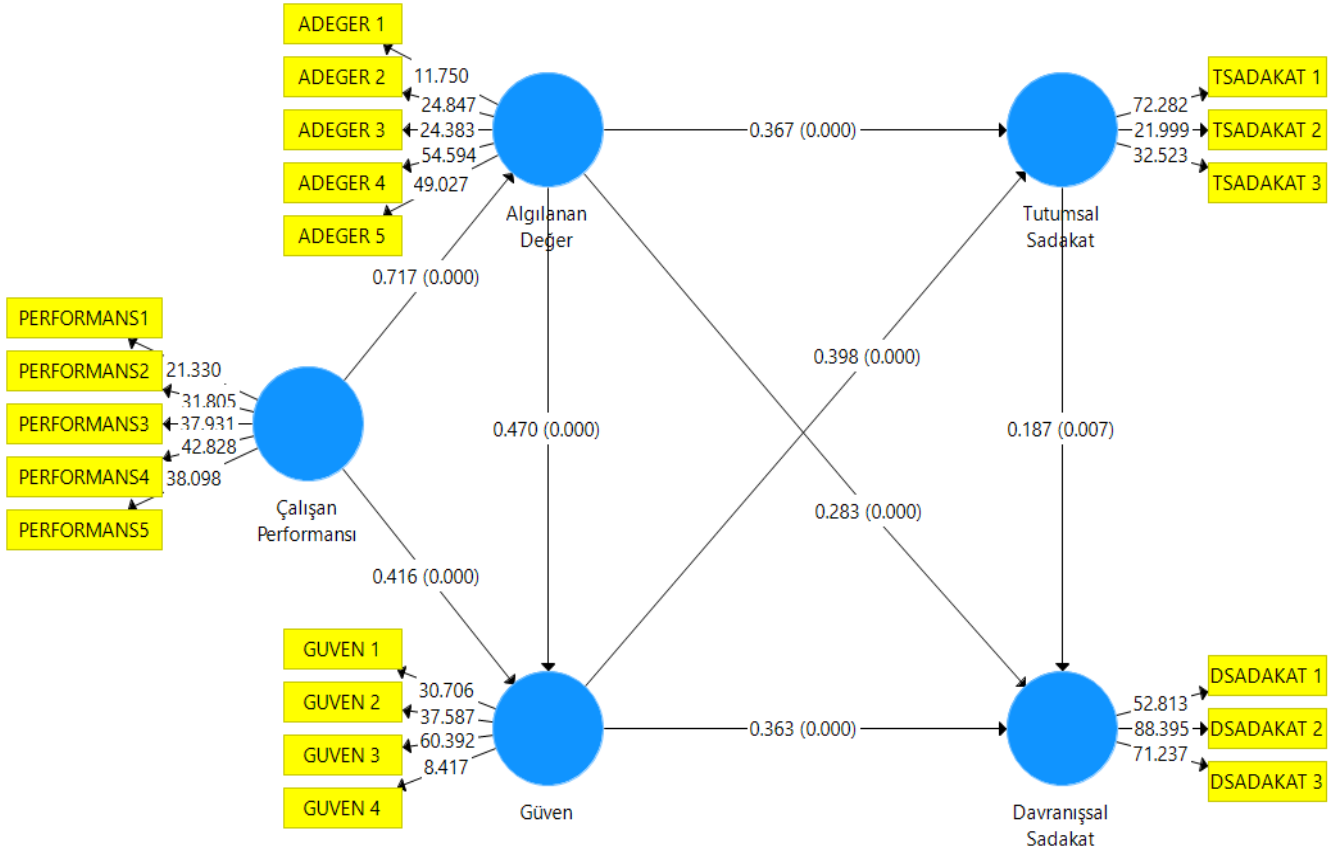 ADEGER 1
ADEGER 2
ADEGER 3
ADEGER 4
ADEGER 5
11.750
24.847
24.383
54.594
49.027
Algılanan
Değer
0.367 (0.000)
Tutumsal
Sadakat
72.282
21.999
32.523
TSADAKAT 1
TSADAKAT 2
TSADAKAT 3
0.717 (0.000)
PERFORMANS1
PERFORMANS2
PERFORMANS3
PERFORMANS4
PERFORMANS5
21.330
31.805
37.931
42.828
38.098
Çalışan
Performansı
0.398 (0.000)
0.470 (0.000)
0.187 (0.007)
0.283 (0.000)
0.416 (0.000)
GUVEN 1
GUVEN 2
GUVEN 3
GUVEN 4
30.706
37.587
60.392
8.417
Güven
0.363 (0.000)
Davranışsal
Sadakat
52.813
88.395
71.237
DSADAKAT 1
DSADAKAT 2
DSADAKAT 3